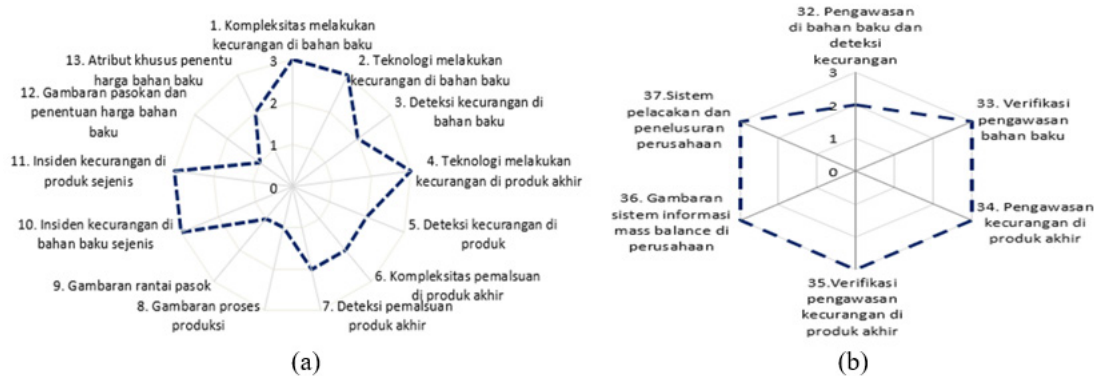 1. Kompleksitas melakukan
kecurangan di bahan baku
2. Teknologi melakukan
kecurangan di bahan baku
3. Deteksi kecurangan di
bahan baku
4. Teknologi melakukan
kecurangan di produk akhir
5. Deteksi kecurangan di
produk
6. Kompleksitas pemalsuan
di produk akhir
7. Deteksi pemalsuan
produk akhir
8. Gambaran proses
produksi
9. Gambaran rantai pasok
10. Insiden kecurangan di
bahan baku sejenis
11. Insiden kecurangan di
produk sejenis
12. Gambaran pasokan dan
penentuan harga bahan
baku
13. Atribut khusus penentu
harga bahan baku
3
2
1
0
(a)
32. Pengawasan
di bahan baku dan
deteksi
kecurangan
33. Verifikasi
pengawasan
bahan baku
34. Pengawasan
kecurangan di
produk akhir
35.Verifikasi
pengawasan
kecurangan di
produk akhir
36. Gambaran
sistem informasi
mass balance di
perusahaan
37.Sistem
pelacakan dan
penelusuran
perusahaan
3
2
1
0
(b)